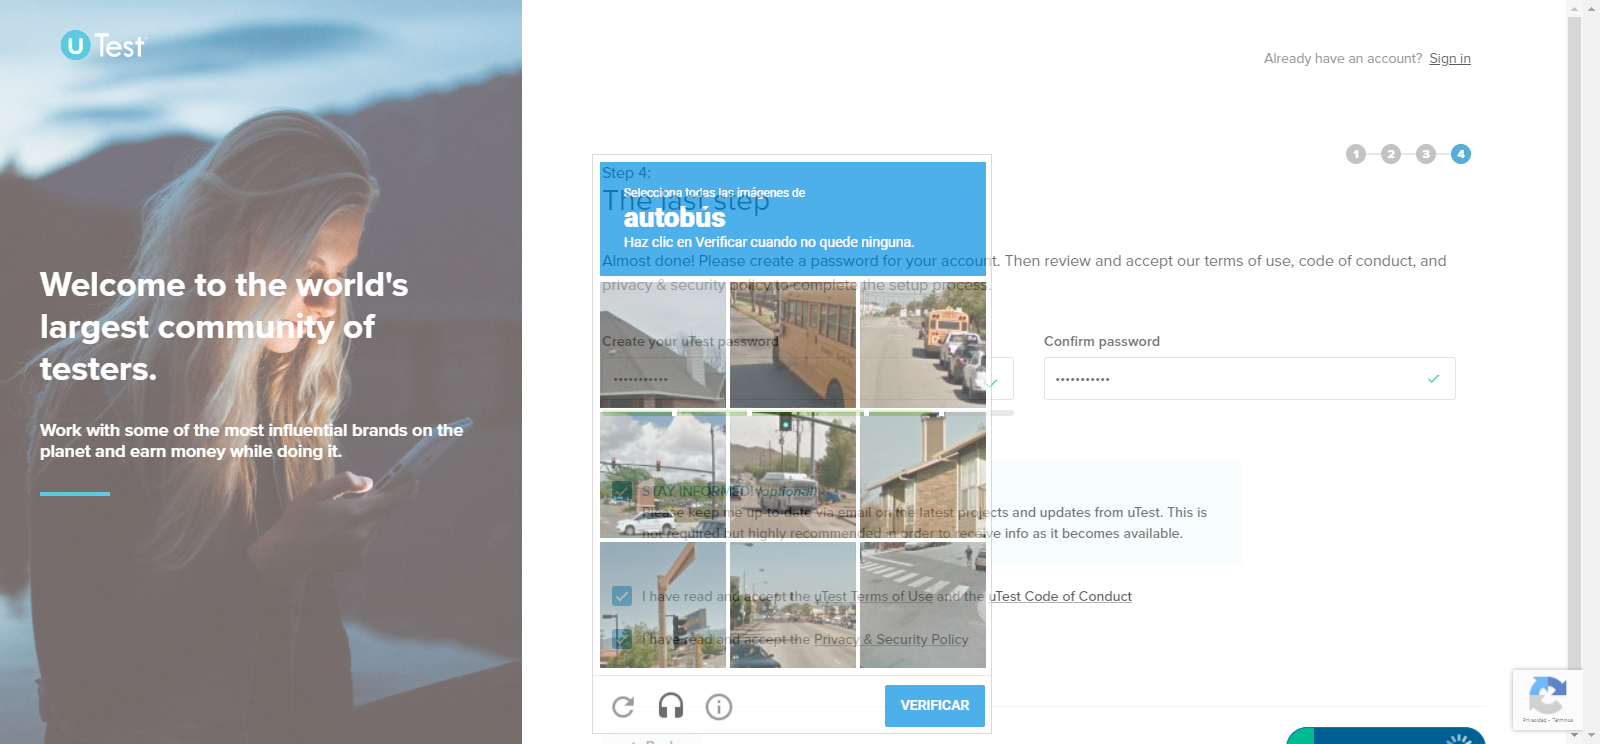 uTest
Welcome to the world's
largest community of
testers.
Work with some of the most influential brands on the
planet and earn money while doing it.
Already have an account? Sign in
1 2 3 4
Step 4:
The last step
Selecciona todas las imágenes de
autobús
Haz clic en Verificar cuando no quede ninguna.
Almost done! Please create a password for your account. Then review and accept our terms of use, code of conduct, and
privacy & security policy to complete the setup process.
Create your uTest password
Confirm password
STAY INFORMED! (optional)
Please keep me up-to-date via email on the latest projects and updates from uTest. This is
not required but highly recommended in order to receive info as it becomes available.
I have read and accept the uTest Terms of Use and the uTest Code of Conduct
I have read and accept the Privacy & Security Policy
VERIFICAR
Back
Privacidad - Términos